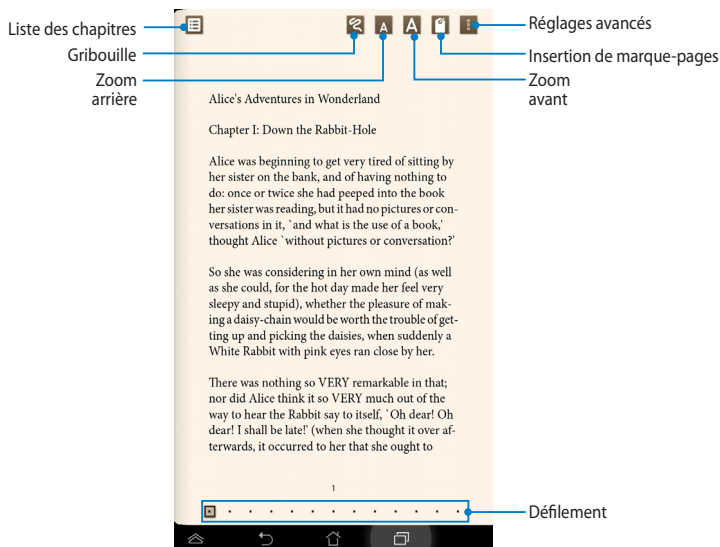 Liste des chapitres
Gribouille
Zoom
arrière
Réglages avancés
Insertion de marque-pages
Zoom
avant
A
A
Alice's Adventures in Wonderland
Chapter I: Down the Rabbit-Hole
Alice was beginning to get very tired of sitting by
her sister on the bank, and of having nothing to
do: once or twice she had peeped into the book
her sister was reading, but it had no pictures or con-
versations in it, `and what is the use of a book,'
thought Alice `without pictures or conversation?'
So she was considering in her own mind (as well
as she could, for the hot day made her feel very
sleepy and stupid), whether the pleasure of mak-
ing a daisy-chain would be worth the trouble of get-
ting up and picking the daisies, when suddenly a
White Rabbit with pink eyes ran close by her.
There was nothing so VERY remarkable in that;
nor did Alice think it so VERY much out of the
way to hear the Rabbit say to itself, `Oh dear! Oh
dear! I shall be late!' (when she thought it over af-
terwards, it occurred to her that she ought to
1
Défilement